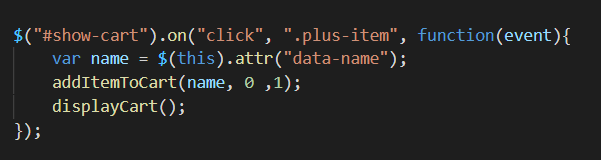 $("#show-cart").on("click", ".plus-item", function(event){
    var name = $(this).attr("data-name");
    addItemToCart(name, 0 ,1);
    displayCart();
});